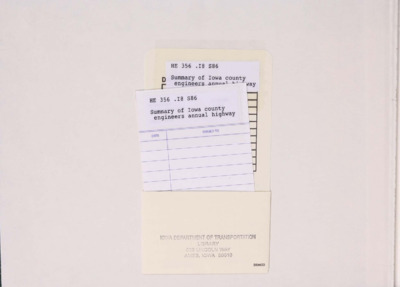 HE 356 .I8 S86
Summary of Iowa county
engineers annual highway
HE 356 .I8 S86
Summary of Iowa county
engineers annual highway
DATE
IOWA DEPARTMENT OF TRANSPORTATION
LIBRARY
800 LINCOLN WAY
AMES, IOWA 50010